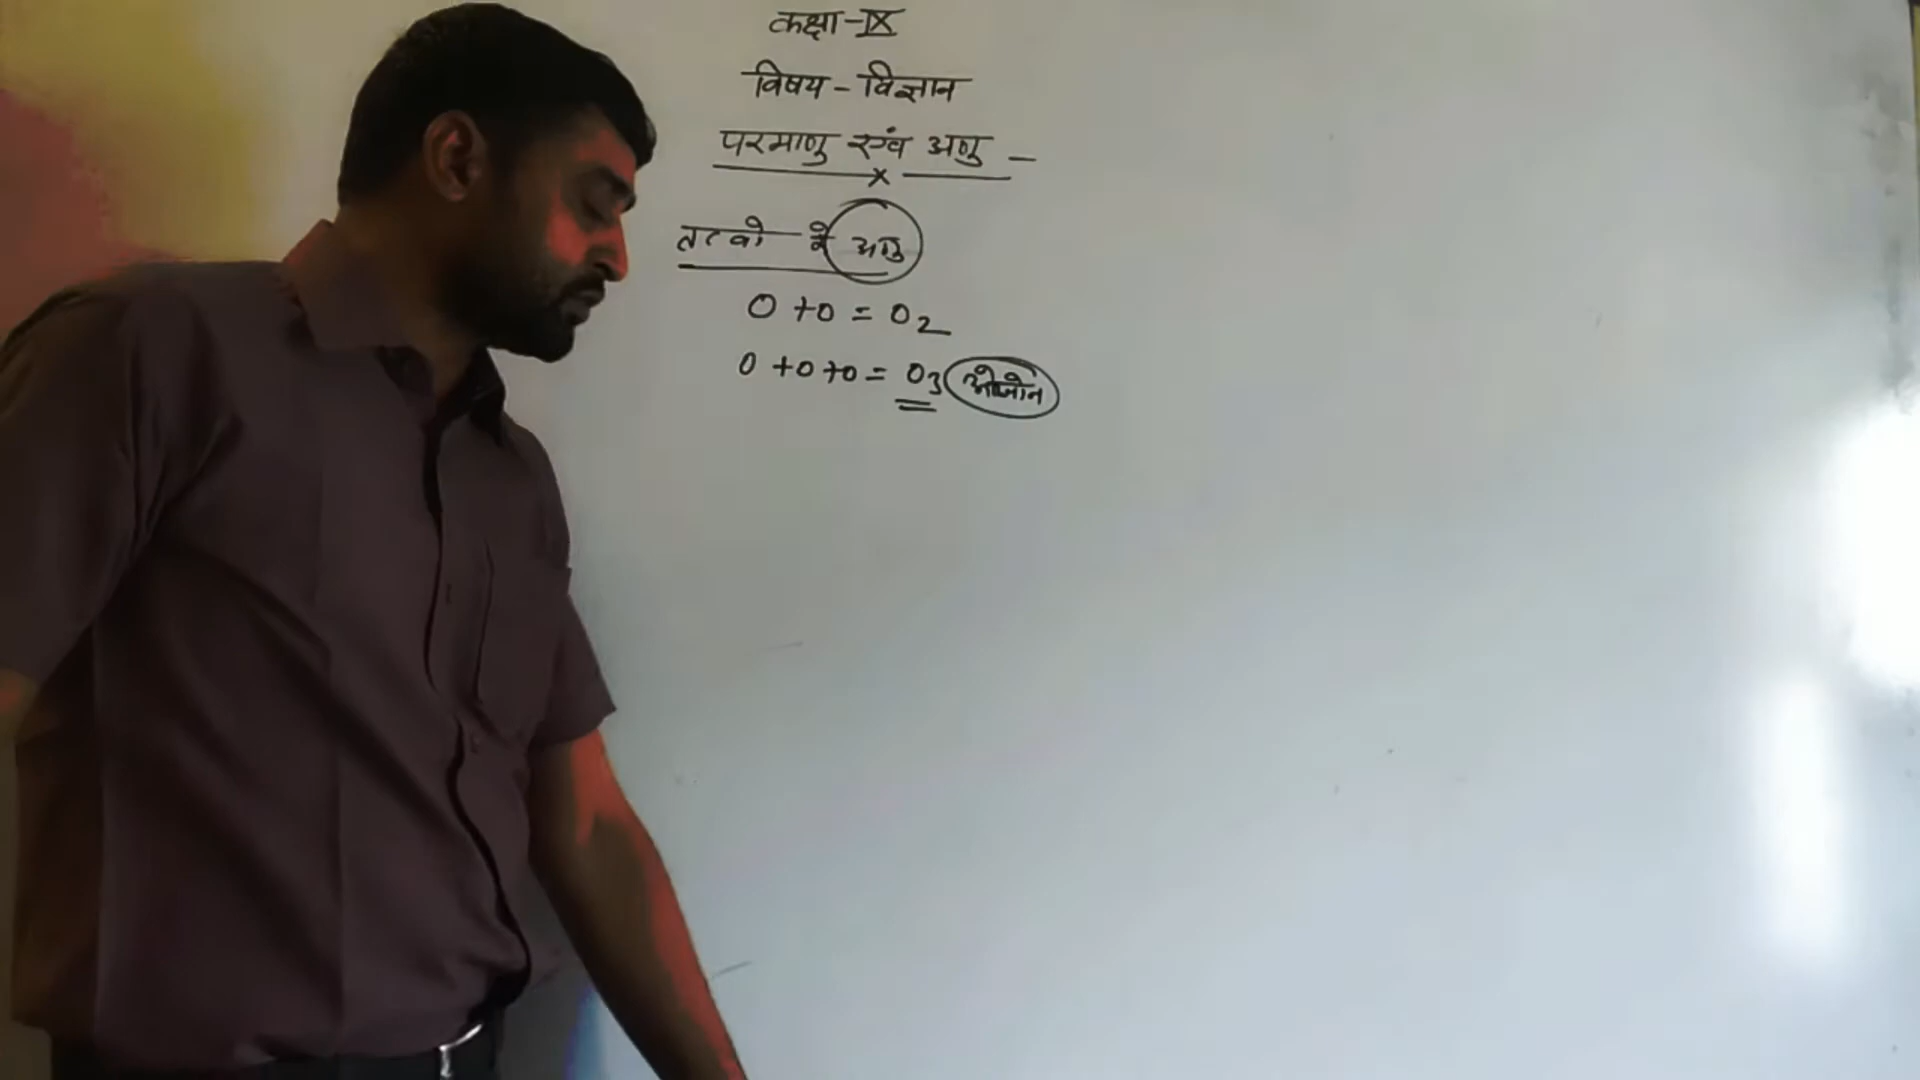 कक्षा-IX
विषय - विज्ञान
परमाणु एवं अणु -
तत्वो के अणु
O + O = O2
O + O + O = O3 ओजोन